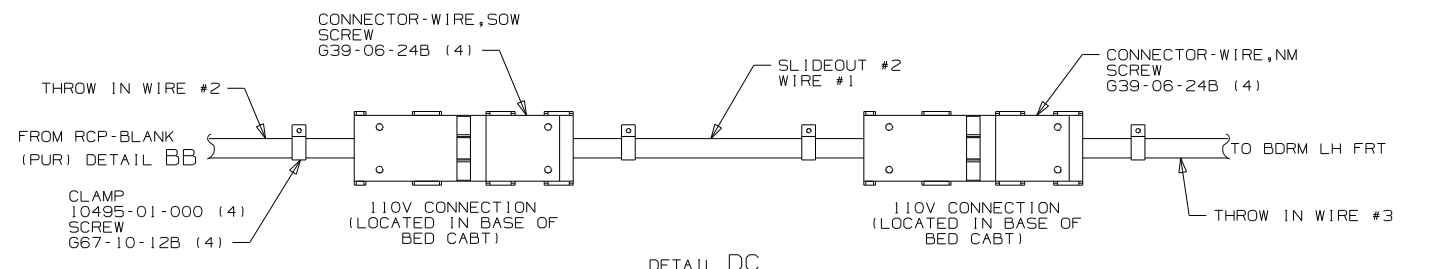 CONNECTOR-WIRE,SOW
SCREW
G39-06-24B (4)
THROW IN WIRE #2
SLIDEOUT #2
WIRE #1
CONNECTOR-WIRE,NM
SCREW
G39-06-24B (4)
FROM RCP-BLANK
(PUR) DETAIL BB
TO BDRM LH FRT
CLAMP
10495-01-000 (4)
SCREW
G67-10-12B (4)
110V CONNECTION
(LOCATED IN BASE OF
BED CABT)
110V CONNECTION
(LOCATED IN BASE OF
BED CABT)
THROW IN WIRE #3
DETAIL DC